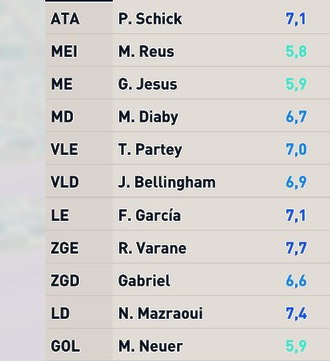 ATA P. Schick 7,1
MEI M. Reus 5,8
ME G. Jesus 5,9
MD M. Diaby 6,7
VLE T. Partey 7,0
VLD J. Bellingham 6,9
LE F. García 7,1
ZGE R. Varane 7,7
ZGD Gabriel 6,6
LD N. Mazraoui 7,4
GOL M. Neuer 5,9